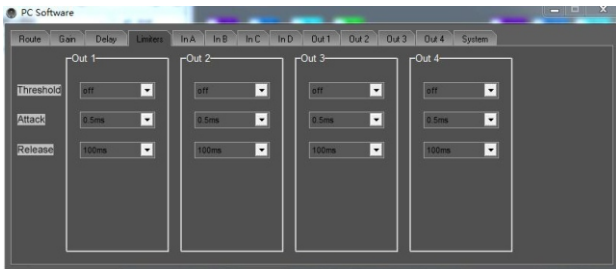 PC Software
Route Gain Delay Limiters In A In B In C In D Out 1 Out 2 Out 3 Out 4 System
Out 1 Out 2 Out 3 Out 4
Threshold off off off off
Attack 0.5ms 0.5ms 0.5ms 0.5ms
Release 100ms 100ms 100ms 100ms